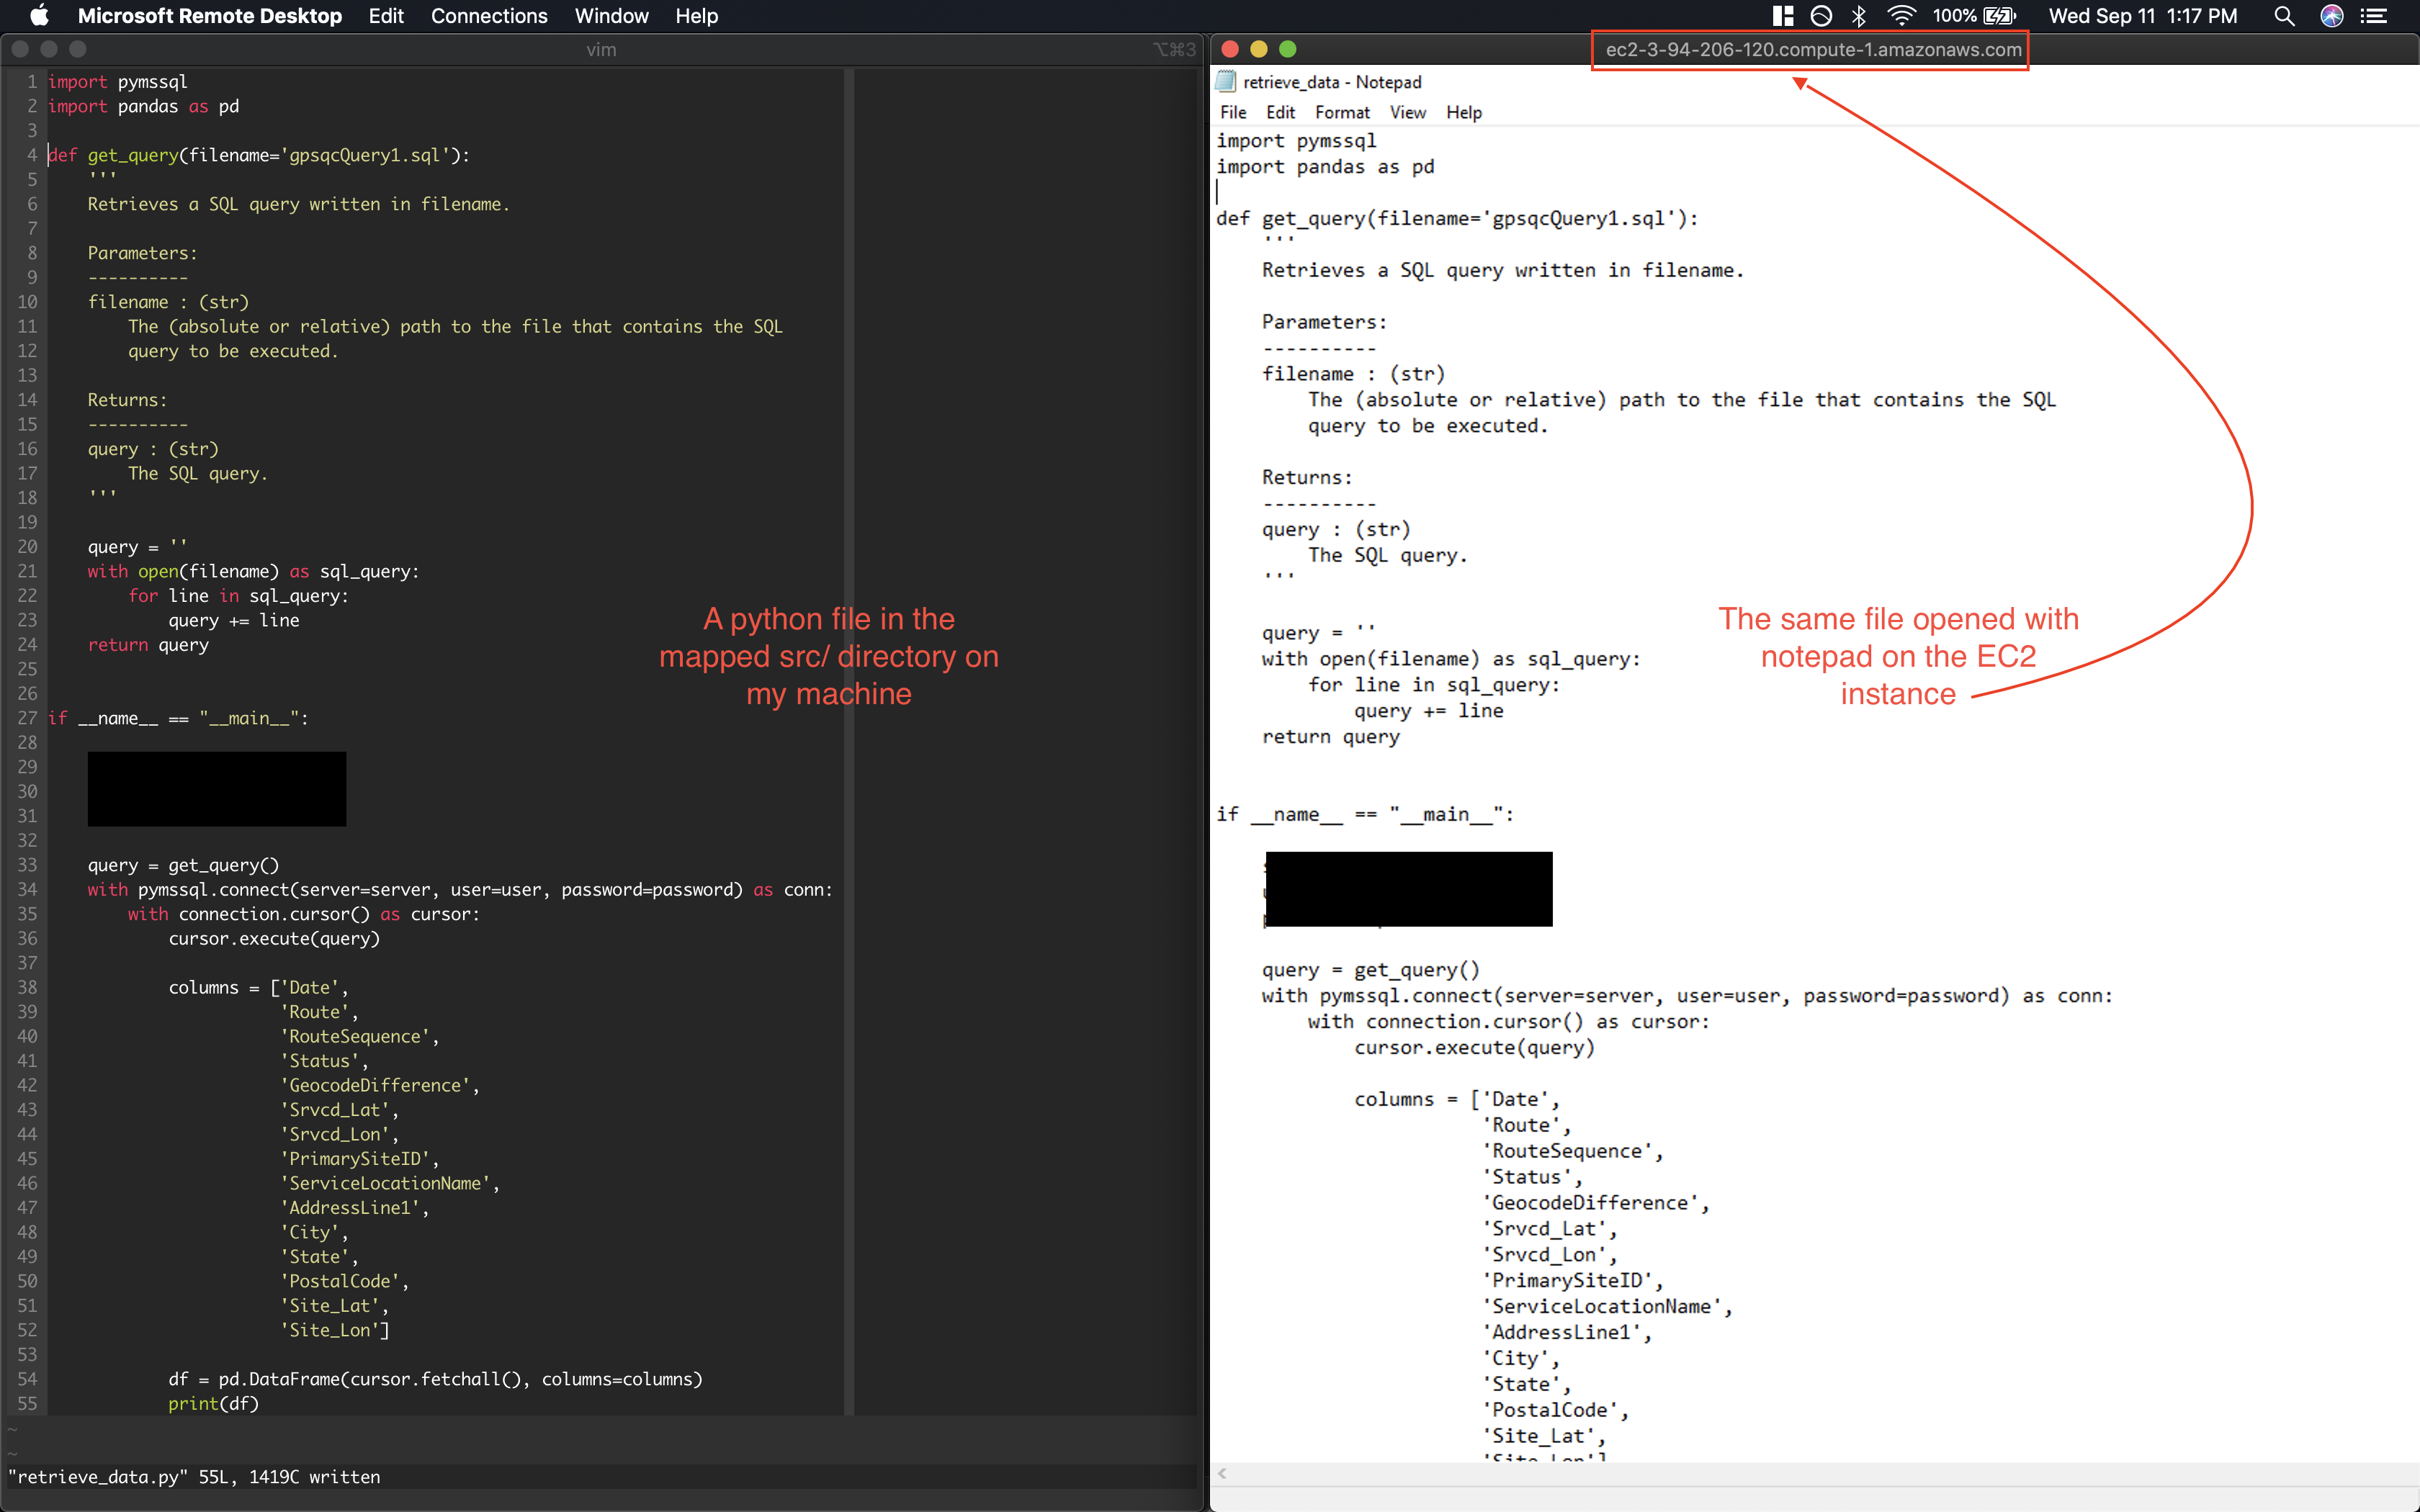 Microsoft Remote Desktop Edit Connections Window Help
100% Wed Sep 11 1:17 PM
vim ⌥⌘3
1 import pymssql
2 import pandas as pd
3
4 def get_query(filename='gpsqcQuery1.sql'):
5     '''
6     Retrieves a SQL query written in filename.
7
8     Parameters:
9     ----------
10     filename : (str)
11         The (absolute or relative) path to the file that contains the SQL
12         query to be executed.
13
14     Returns:
15     ----------
16     query : (str)
17         The SQL query.
18     '''
19
20     query = ''
21     with open(filename) as sql_query:
22         for line in sql_query:
23             query += line
24     return query
25
26
27 if __name__ == "__main__":
28
29
30
31
32
33     query = get_query()
34     with pymssql.connect(server=server, user=user, password=password) as conn:
35         with connection.cursor() as cursor:
36             cursor.execute(query)
37
38             columns = ['Date',
39                        'Route',
40                        'RouteSequence',
41                        'Status',
42                        'GeocodeDifference',
43                        'Srvcd_Lat',
44                        'Srvcd_Lon',
45                        'PrimarySiteID',
46                        'ServiceLocationName',
47                        'AddressLine1',
48                        'City',
49                        'State',
50                        'PostalCode',
51                        'Site_Lat',
52                        'Site_Lon']
53
54             df = pd.DataFrame(cursor.fetchall(), columns=columns)
55             print(df)
~
~
"retrieve_data.py" 55L, 1419C written
A python file in the
mapped src/ directory on
my machine
ec2-3-94-206-120.compute-1.amazonaws.com
retrieve_data - Notepad
File Edit Format View Help
import pymssql
import pandas as pd

def get_query(filename='gpsqcQuery1.sql'):
    '''
    Retrieves a SQL query written in filename.

    Parameters:
    ----------
    filename : (str)
        The (absolute or relative) path to the file that contains the SQL
        query to be executed.

    Returns:
    ----------
    query : (str)
        The SQL query.
    '''

    query = ''
    with open(filename) as sql_query:
        for line in sql_query:
            query += line
    return query


if __name__ == "__main__":

    query = get_query()
    with pymssql.connect(server=server, user=user, password=password) as conn:
        with connection.cursor() as cursor:
            cursor.execute(query)

            columns = ['Date',
                       'Route',
                       'RouteSequence',
                       'Status',
                       'GeocodeDifference',
                       'Srvcd_Lat',
                       'Srvcd_Lon',
                       'PrimarySiteID',
                       'ServiceLocationName',
                       'AddressLine1',
                       'City',
                       'State',
                       'PostalCode',
                       'Site_Lat',
                       'Site_Lon']
The same file opened with
notepad on the EC2
instance